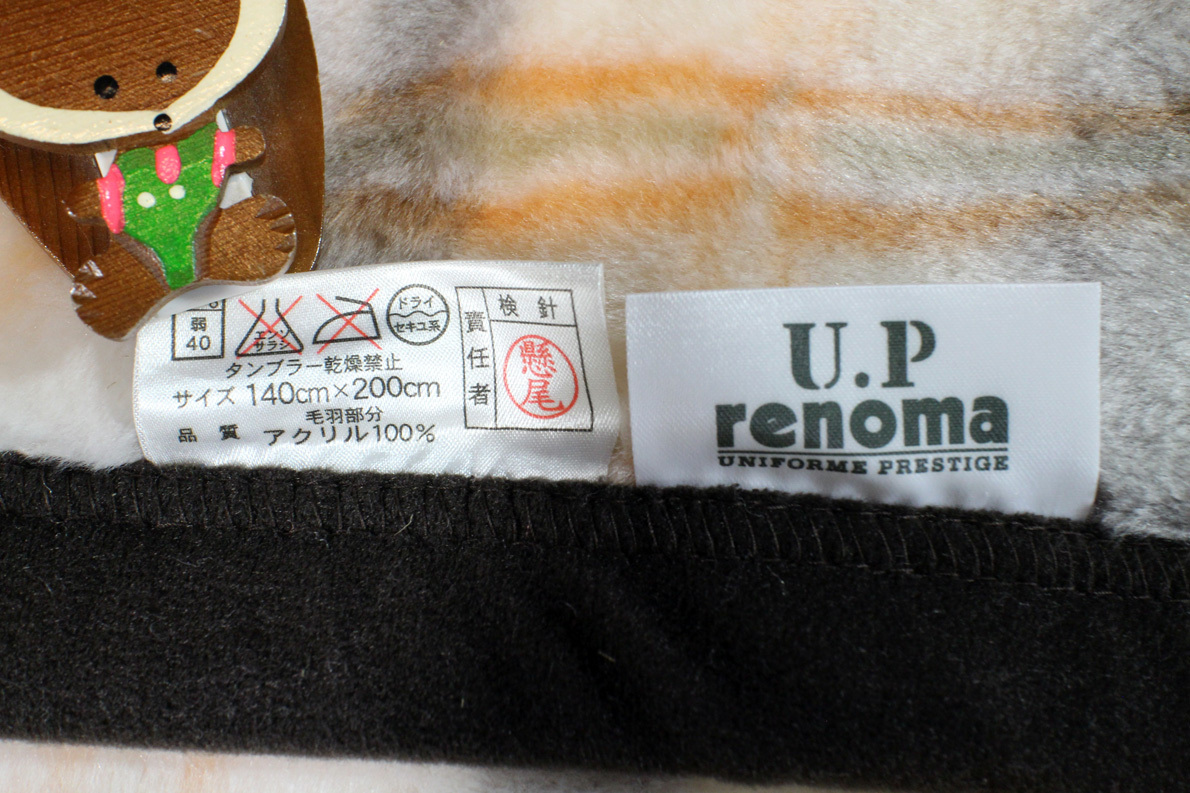 弱
40
エンソ
サラシ
ドライ
セキユ系
タンブラー乾燥禁止
サイズ 140cm×200cm
毛羽部分
品 質 アクリル100%
検 針
責任者
懸尾
U.P
renoma
UNIFORME PRESTIGE